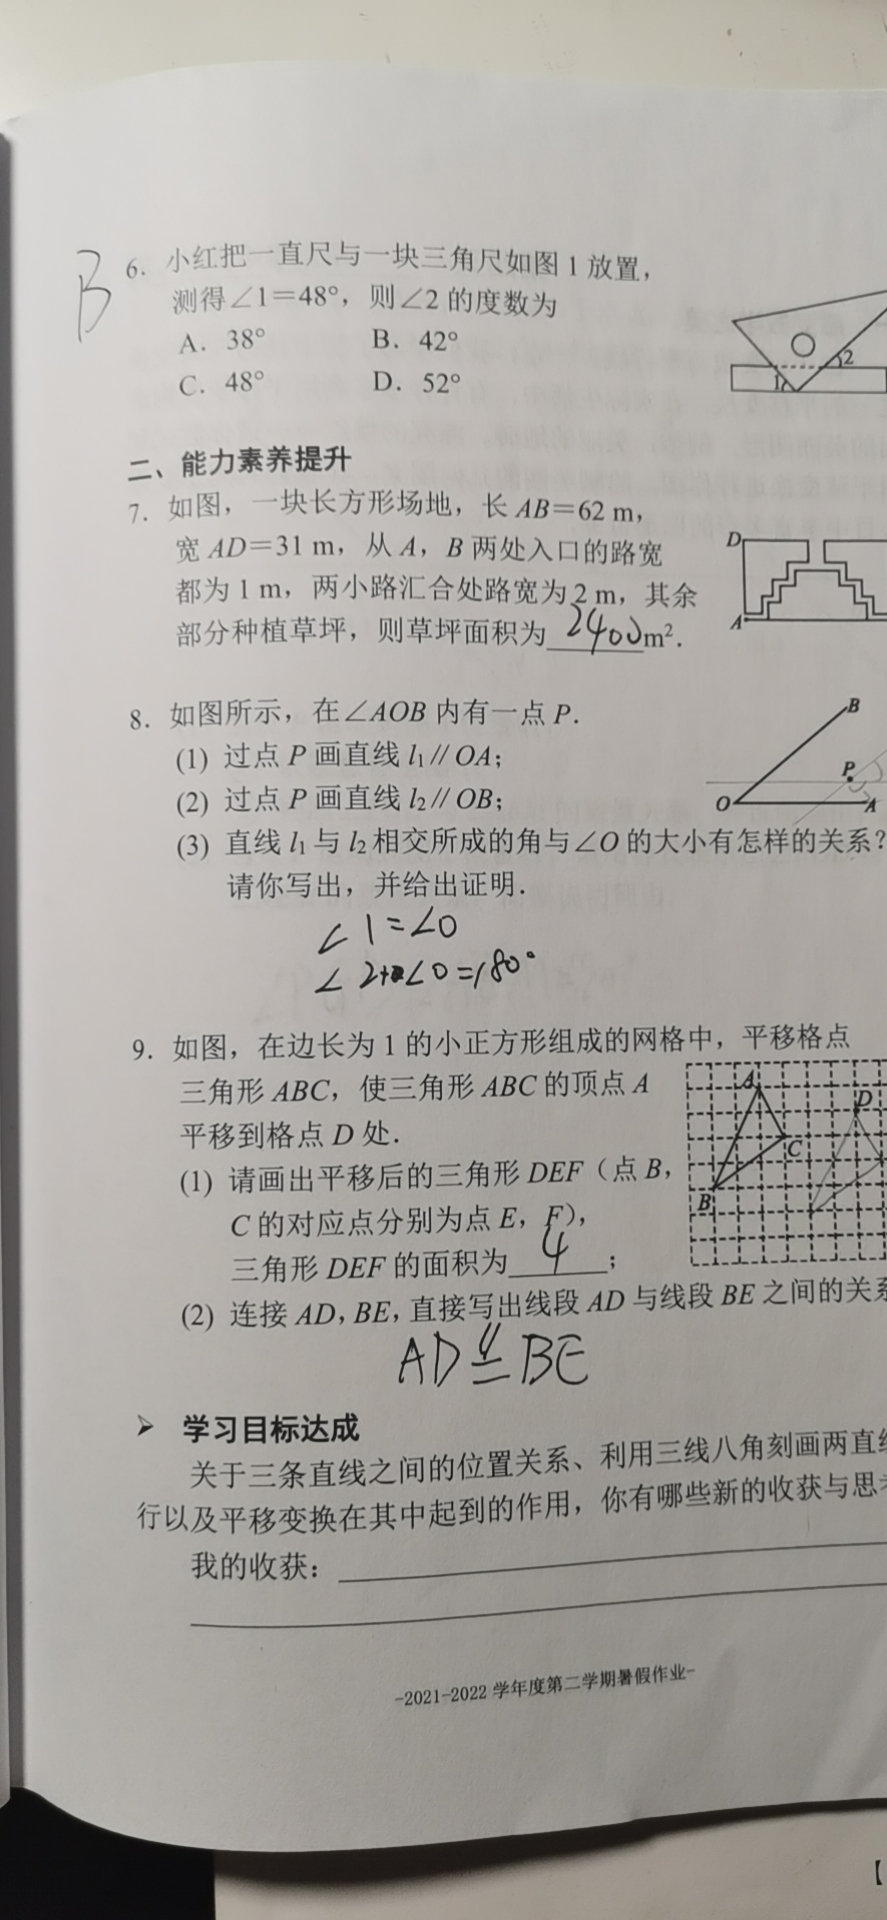 B
6. 小红把一直尺与一块三角尺如图 1 放置，
测得∠1=48°，则∠2 的度数为
A. 38° B. 42°
C. 48° D. 52°
1 2
二、能力素养提升
7. 如图，一块长方形场地，长 AB=62 m，
宽 AD=31 m，从 A，B 两处入口的路宽
都为 1 m，两小路汇合处路宽为 2 m，其余
部分种植草坪，则草坪面积为 2400 m².
D
A
8. 如图所示，在∠AOB 内有一点 P.
(1) 过点 P 画直线 l₁∥OA；
(2) 过点 P 画直线 l₂∥OB；
(3) 直线 l₁ 与 l₂ 相交所成的角与∠O 的大小有怎样的关系？
请你写出，并给出证明.
B
P
O A
∠1=∠O
∠2+∠O=180°
9. 如图，在边长为 1 的小正方形组成的网格中，平移格点
三角形 ABC，使三角形 ABC 的顶点 A
平移到格点 D 处.
(1) 请画出平移后的三角形 DEF（点 B，
C 的对应点分别为点 E，F），
三角形 DEF 的面积为 4 ；
A
D
C
B
(2) 连接 AD，BE，直接写出线段 AD 与线段 BE 之间的关系
AD∥=BE
➢ 学习目标达成
关于三条直线之间的位置关系、利用三线八角刻画两直线
行以及平移变换在其中起到的作用，你有哪些新的收获与思考
我的收获：
-2021-2022 学年度第二学期暑假作业-
【